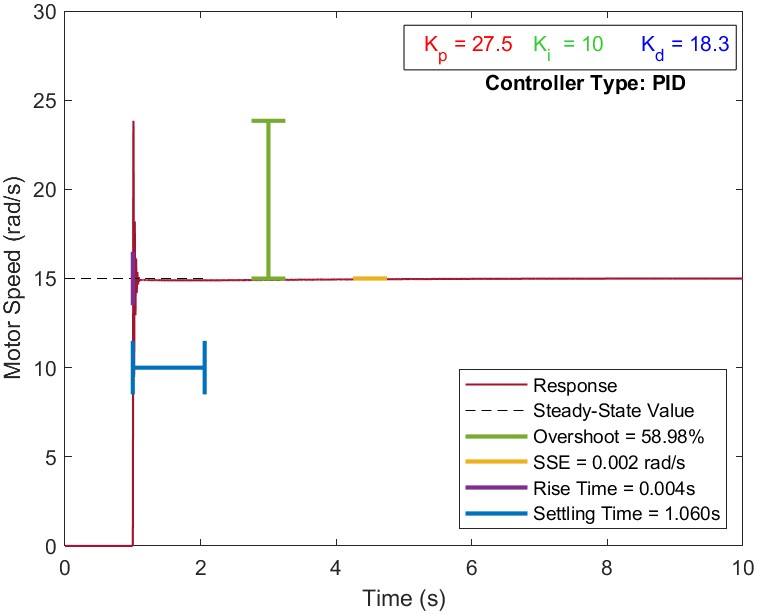 30
25
20
15
10
5
0
0 2 4 6 8 10
Motor Speed (rad/s)
Time (s)
Kp = 27.5 Ki = 10 Kd = 18.3
Controller Type: PID
Response
Steady-State Value
Overshoot = 58.98%
SSE = 0.002 rad/s
Rise Time = 0.004s
Settling Time = 1.060s